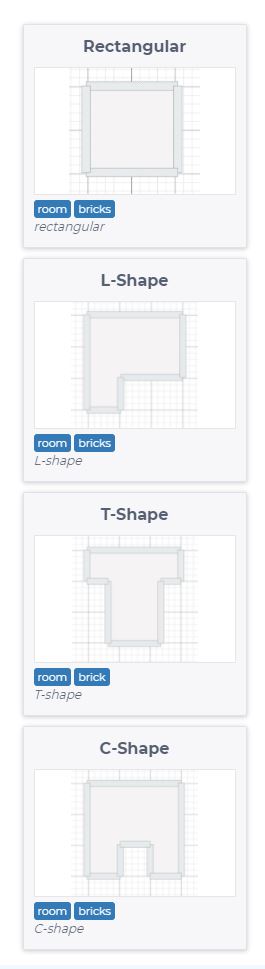 Rectangular
room bricks
rectangular
L-Shape
room bricks
L-shape
T-Shape
room brick
T-shape
C-Shape
room bricks
C-shape